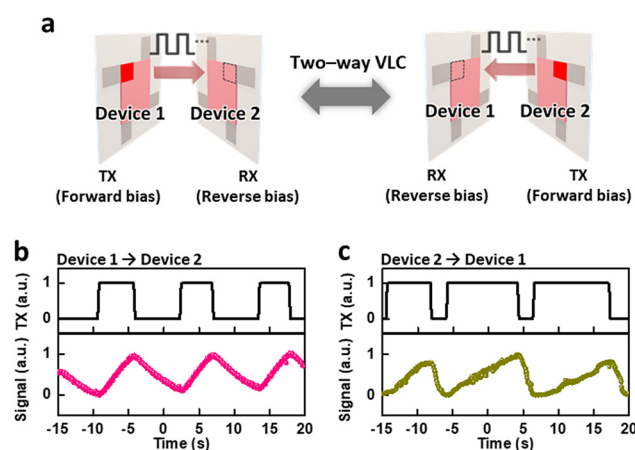 a
Two–way VLC
Device 1 Device 2
TX RX
(Forward bias) (Reverse bias)
Device 1 Device 2
RX TX
(Reverse bias) (Forward bias)
b
Device 1 → Device 2
TX (a.u.)
1
0
Signal (a.u.)
1
0
-15 -10 -5 0 5 10 15 20
Time (s)
c
Device 2 → Device 1
TX (a.u.)
1
0
Signal (a.u.)
1
0
-15 -10 -5 0 5 10 15 20
Time (s)